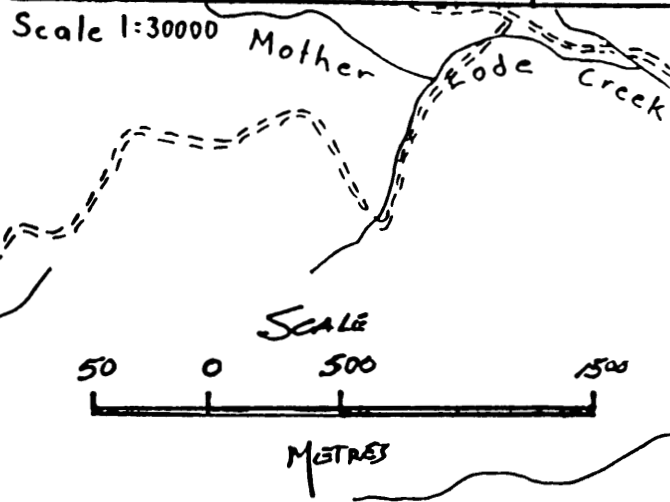 Scale 1:30000
Mother Lode Creek
SCALE
50 0 500 1500
METRES